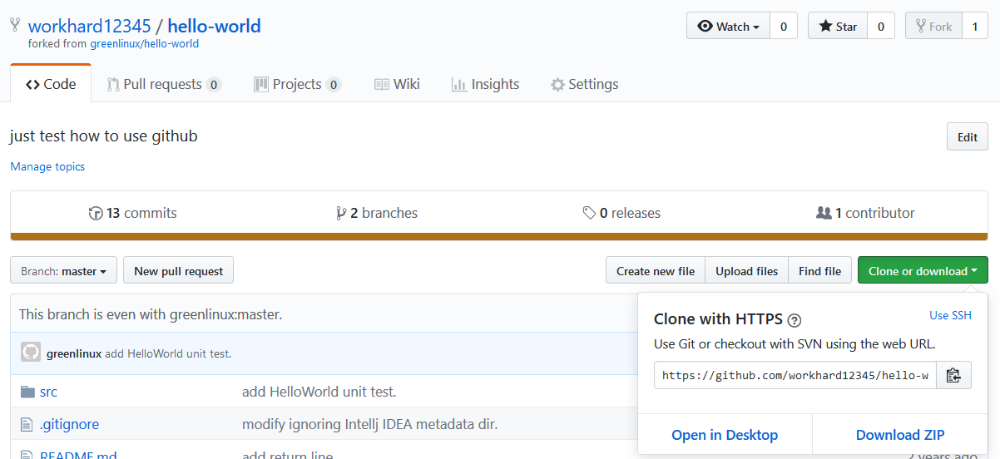 workhard12345 / hello-world
Watch 0 Star 0 Fork 1
forked from greenlinux/hello-world
Code Pull requests 0 Projects 0 Wiki Insights Settings
just test how to use github
Edit
Manage topics
13 commits 2 branches 0 releases 1 contributor
Branch: master New pull request Create new file Upload files Find file Clone or download
This branch is even with greenlinux:master.
Clone with HTTPS ? Use SSH
Use Git or checkout with SVN using the web URL.
greenlinux add HelloWorld unit test.
https://github.com/workhard12345/hello-w
src add HelloWorld unit test.
.gitignore modify ignoring Intellj IDEA metadata dir.
Open in Desktop Download ZIP
README.md add return line. 2 years ago